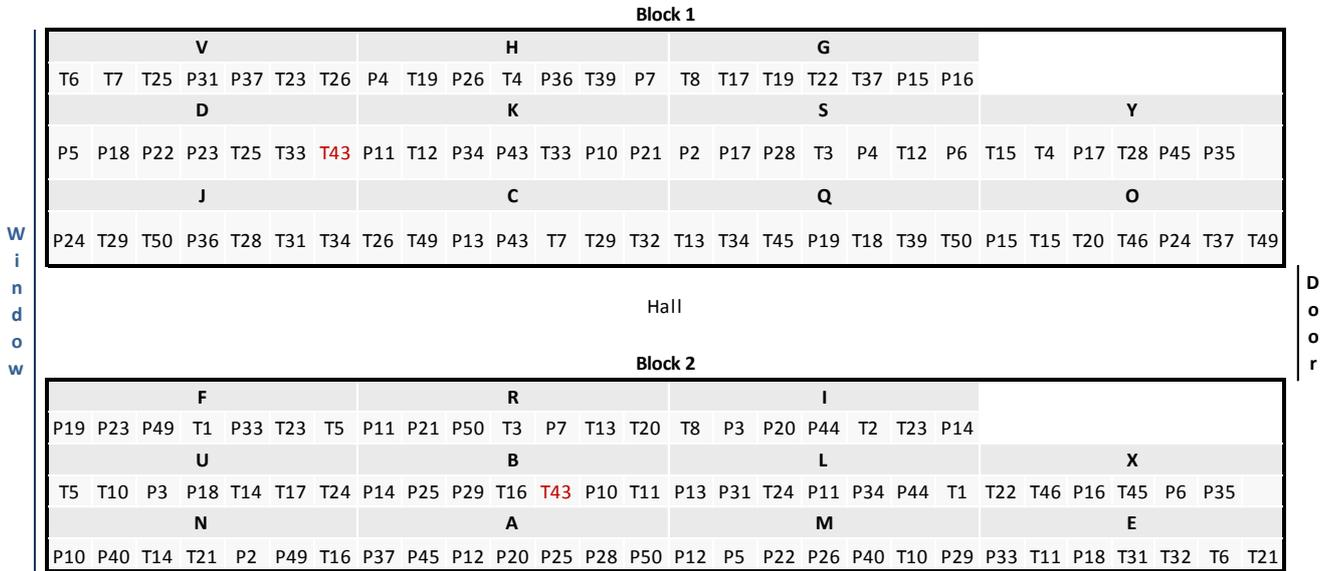 Block 1
V H G
T6 T7 T25 P31 P37 T23 T26 P4 T19 P26 T4 P36 T39 P7 T8 T17 T19 T22 T37 P15 P16
D K S Y
P5 P18 P22 P23 T25 T33 T43 P11 T12 P34 P43 T33 P10 P21 P2 P17 P28 T3 P4 T12 P6 T15 T4 P17 T28 P45 P35
J C Q O
P24 T29 T50 P36 T28 T31 T34 T26 T49 P13 P43 T7 T29 T32 T13 T34 T45 P19 T18 T39 T50 P15 T15 T20 T46 P24 T37 T49
Window
Hall
Door
Block 2
F R I
P19 P23 P49 T1 P33 T23 T5 P11 P21 P50 T3 P7 T13 T20 T8 P3 P20 P44 T2 T23 P14
U B L X
T5 T10 P3 P18 T14 T17 T24 P14 P25 P29 T16 T43 P10 T11 P13 P31 T24 P11 P34 P44 T1 T22 T46 P16 T45 P6 P35
N A M E
P10 P40 T14 T21 P2 P49 T16 P37 P45 P12 P20 P25 P28 P50 P12 P5 P22 P26 P40 T10 P29 P33 T11 P18 T31 T32 T6 T21